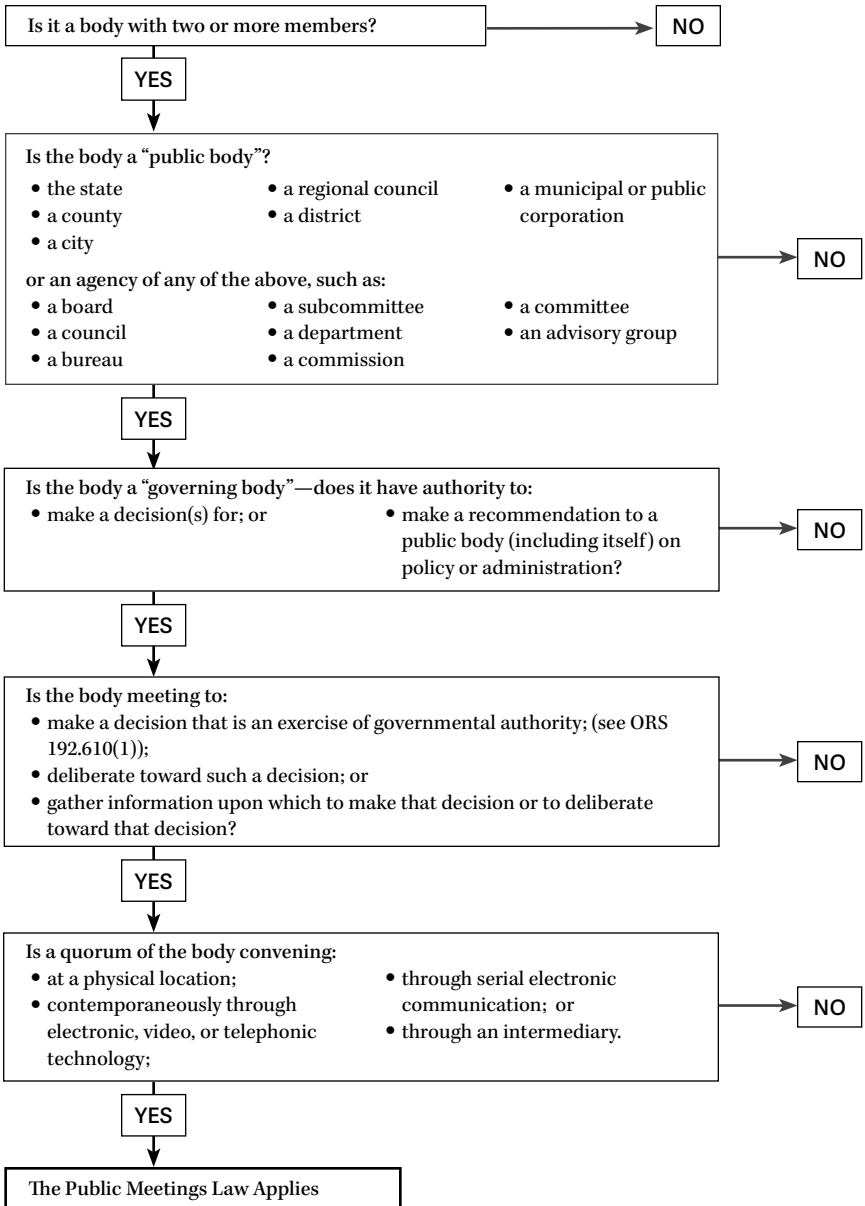 Is it a body with two or more members?
NO
YES
Is the body a “public body”?
• the state
• a county
• a city
• a regional council
• a district
• a municipal or public
corporation
or an agency of any of the above, such as:
• a board
• a council
• a bureau
• a subcommittee
• a department
• a commission
• a committee
• an advisory group
NO
YES
Is the body a “governing body”—does it have authority to:
• make a decision(s) for; or
• make a recommendation to a
public body (including itself) on
policy or administration?
NO
YES
Is the body meeting to:
• make a decision that is an exercise of governmental authority; (see ORS
192.610(1));
• deliberate toward such a decision; or
• gather information upon which to make that decision or to deliberate
toward that decision?
NO
YES
Is a quorum of the body convening:
• at a physical location;
• contemporaneously through
electronic, video, or telephonic
technology;
• through serial electronic
communication; or
• through an intermediary.
NO
YES
The Public Meetings Law Applies